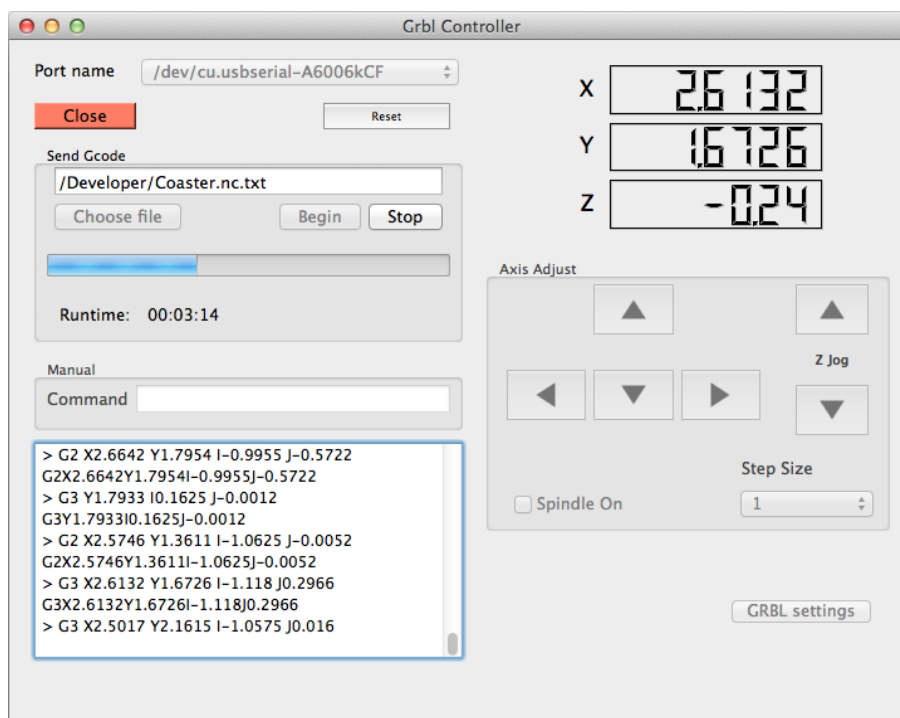 Grbl Controller
Port name /dev/cu.usbserial-A6006kCF
Close Reset
Send Gcode
/Developer/Coaster.nc.txt
Choose file Begin Stop
Runtime: 00:03:14
Manual
Command
> G2 X2.6642 Y1.7954 I-0.9955 J-0.5722
G2X2.6642Y1.7954I-0.9955J-0.5722
> G3 Y1.7933 I0.1625 J-0.0012
G3Y1.7933I0.1625J-0.0012
> G2 X2.5746 Y1.3611 I-1.0625 J-0.0052
G2X2.5746Y1.3611I-1.0625J-0.0052
> G3 X2.6132 Y1.6726 I-1.118 J0.2966
G3X2.6132Y1.6726I-1.118J0.2966
> G3 X2.5017 Y2.1615 I-1.0575 J0.016
X 2.6132
Y 1.6726
Z -0.24
Axis Adjust
Z Jog
Step Size
Spindle On 1
GRBL settings